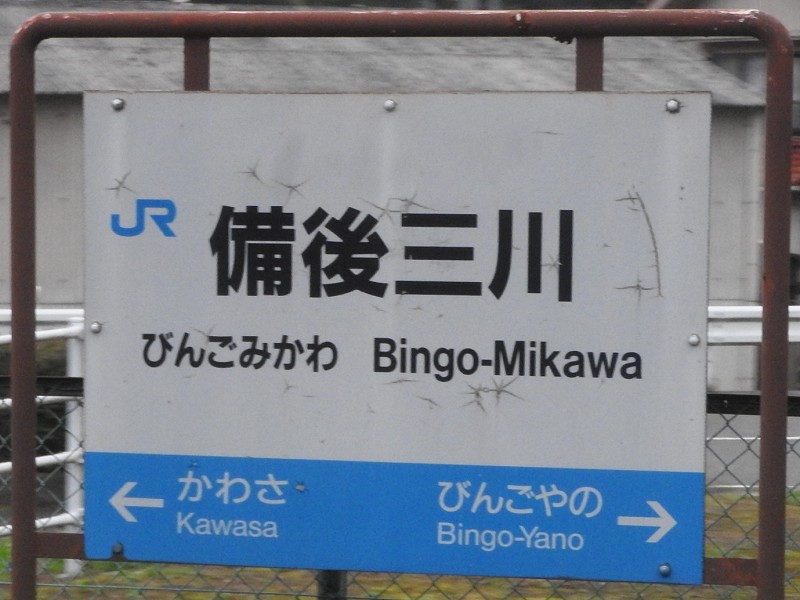 JR 備後三川
びんごみかわ Bingo-Mikawa
← かわさ びんごやの →
Kawasa Bingo-Yano